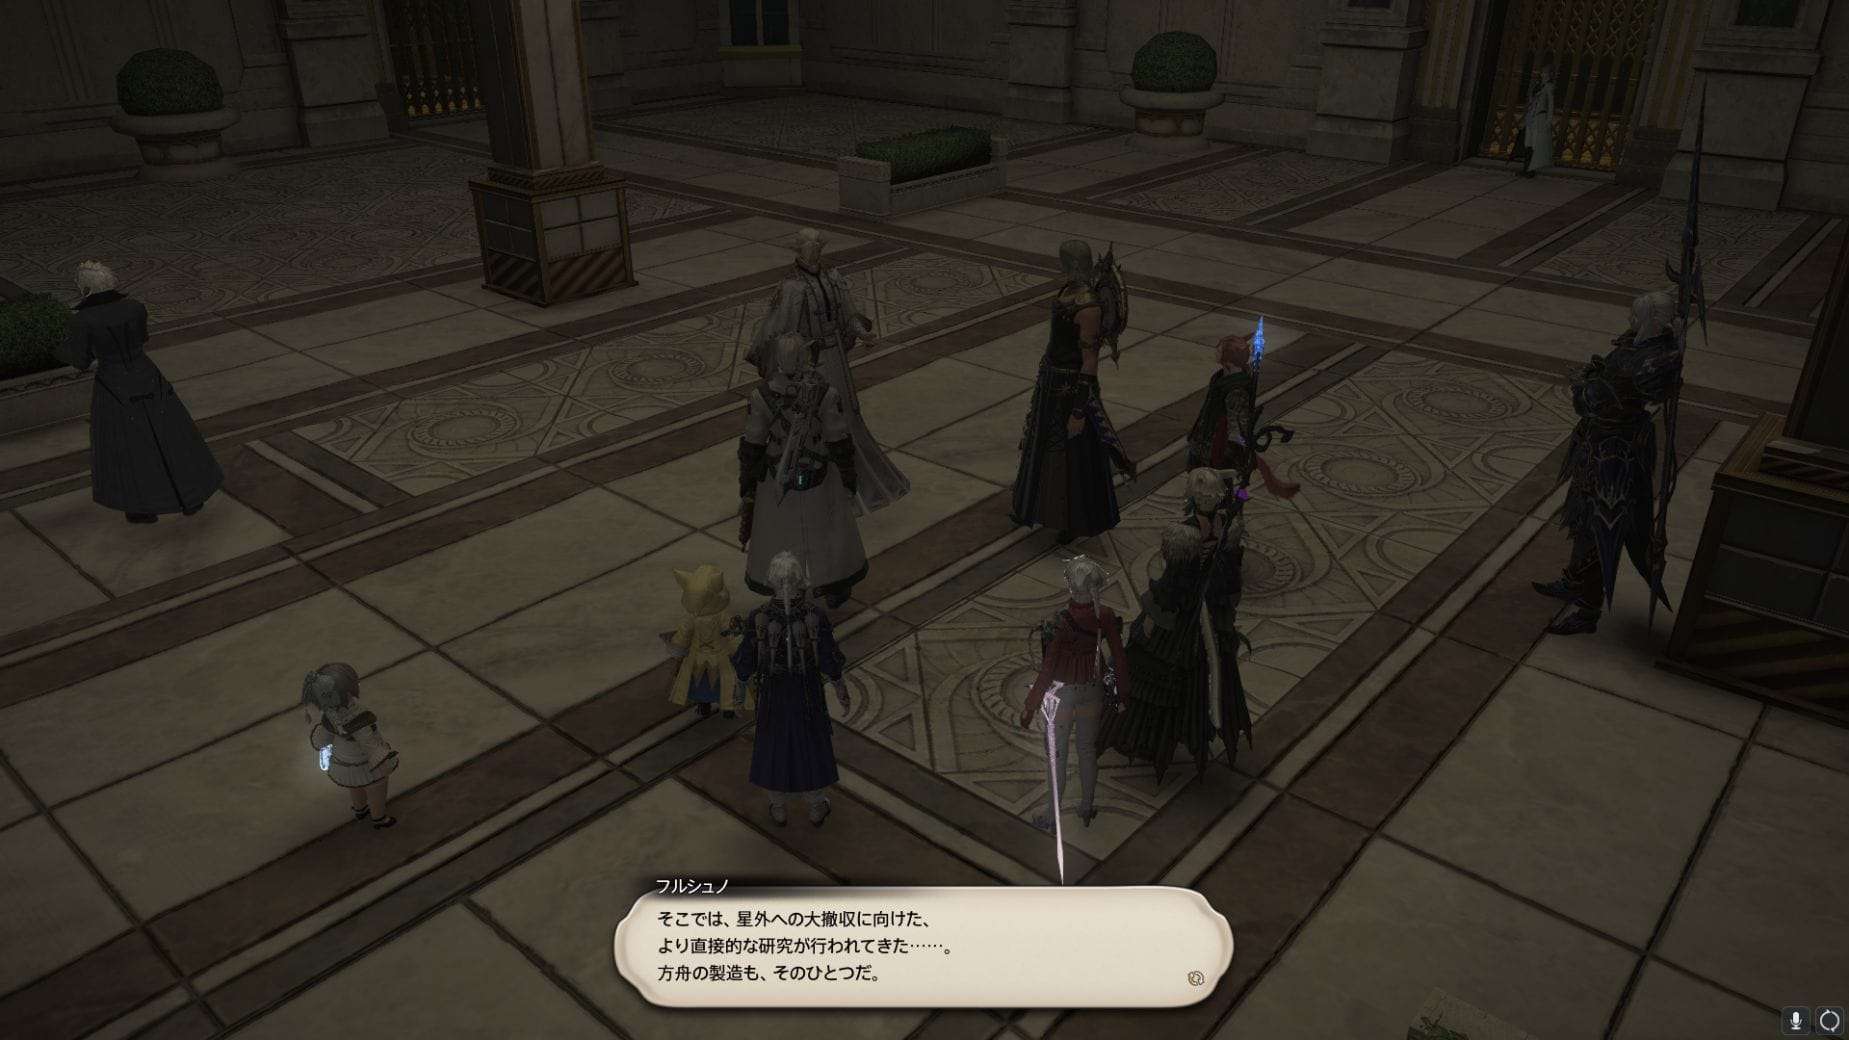 フルシュノ
そこでは、星外への大撤収に向けた、
より直接的な研究が行われてきた……。
方舟の製造も、そのひとつだ。